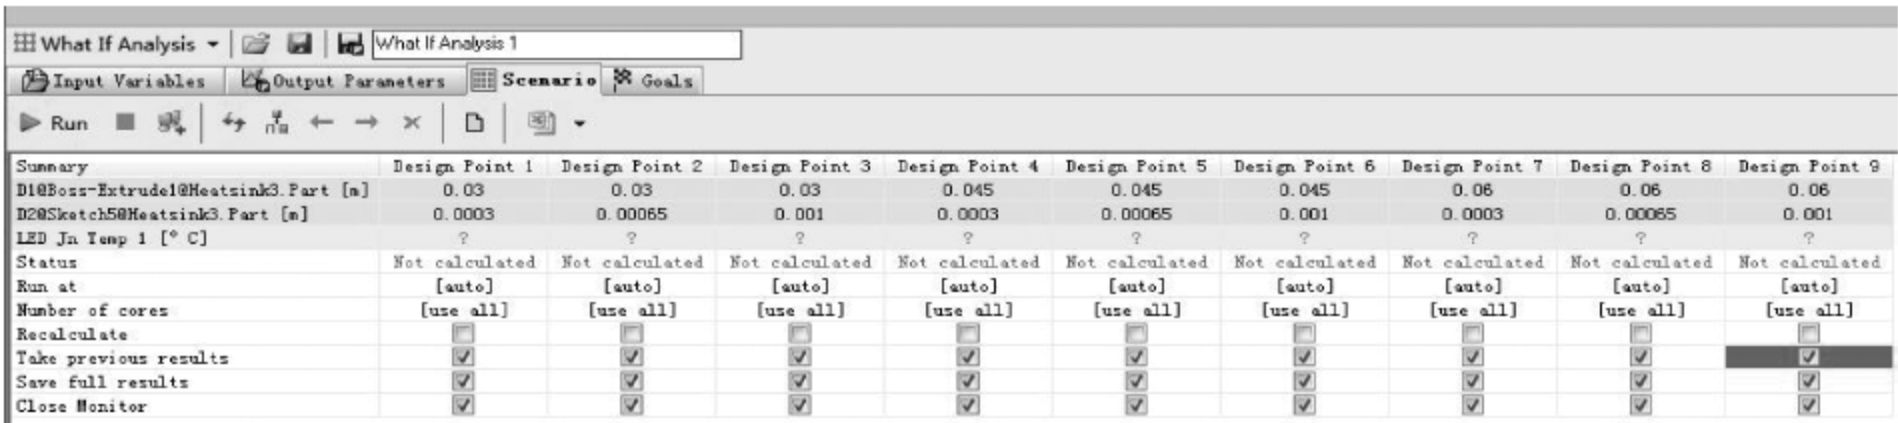 What If Analysis What If Analysis 1
Input Variables Output Parameters Scenario Goals
Run
Summary Design Point 1 Design Point 2 Design Point 3 Design Point 4 Design Point 5 Design Point 6 Design Point 7 Design Point 8 Design Point 9
D1@Boss-Extrude1@Heatsink3.Part [m] 0.03 0.03 0.03 0.045 0.045 0.045 0.06 0.06 0.06
D2@Sketch5@Heatsink3.Part [m] 0.0003 0.00065 0.001 0.0003 0.00065 0.001 0.0003 0.00065 0.001
LED Jn Temp 1 [° C] ? ? ? ? ? ? ? ? ?
Status Not calculated Not calculated Not calculated Not calculated Not calculated Not calculated Not calculated Not calculated Not calculated
Run at [auto] [auto] [auto] [auto] [auto] [auto] [auto] [auto] [auto]
Number of cores [use all] [use all] [use all] [use all] [use all] [use all] [use all] [use all] [use all]
Recalculate
Take previous results
Save full results
Close Monitor